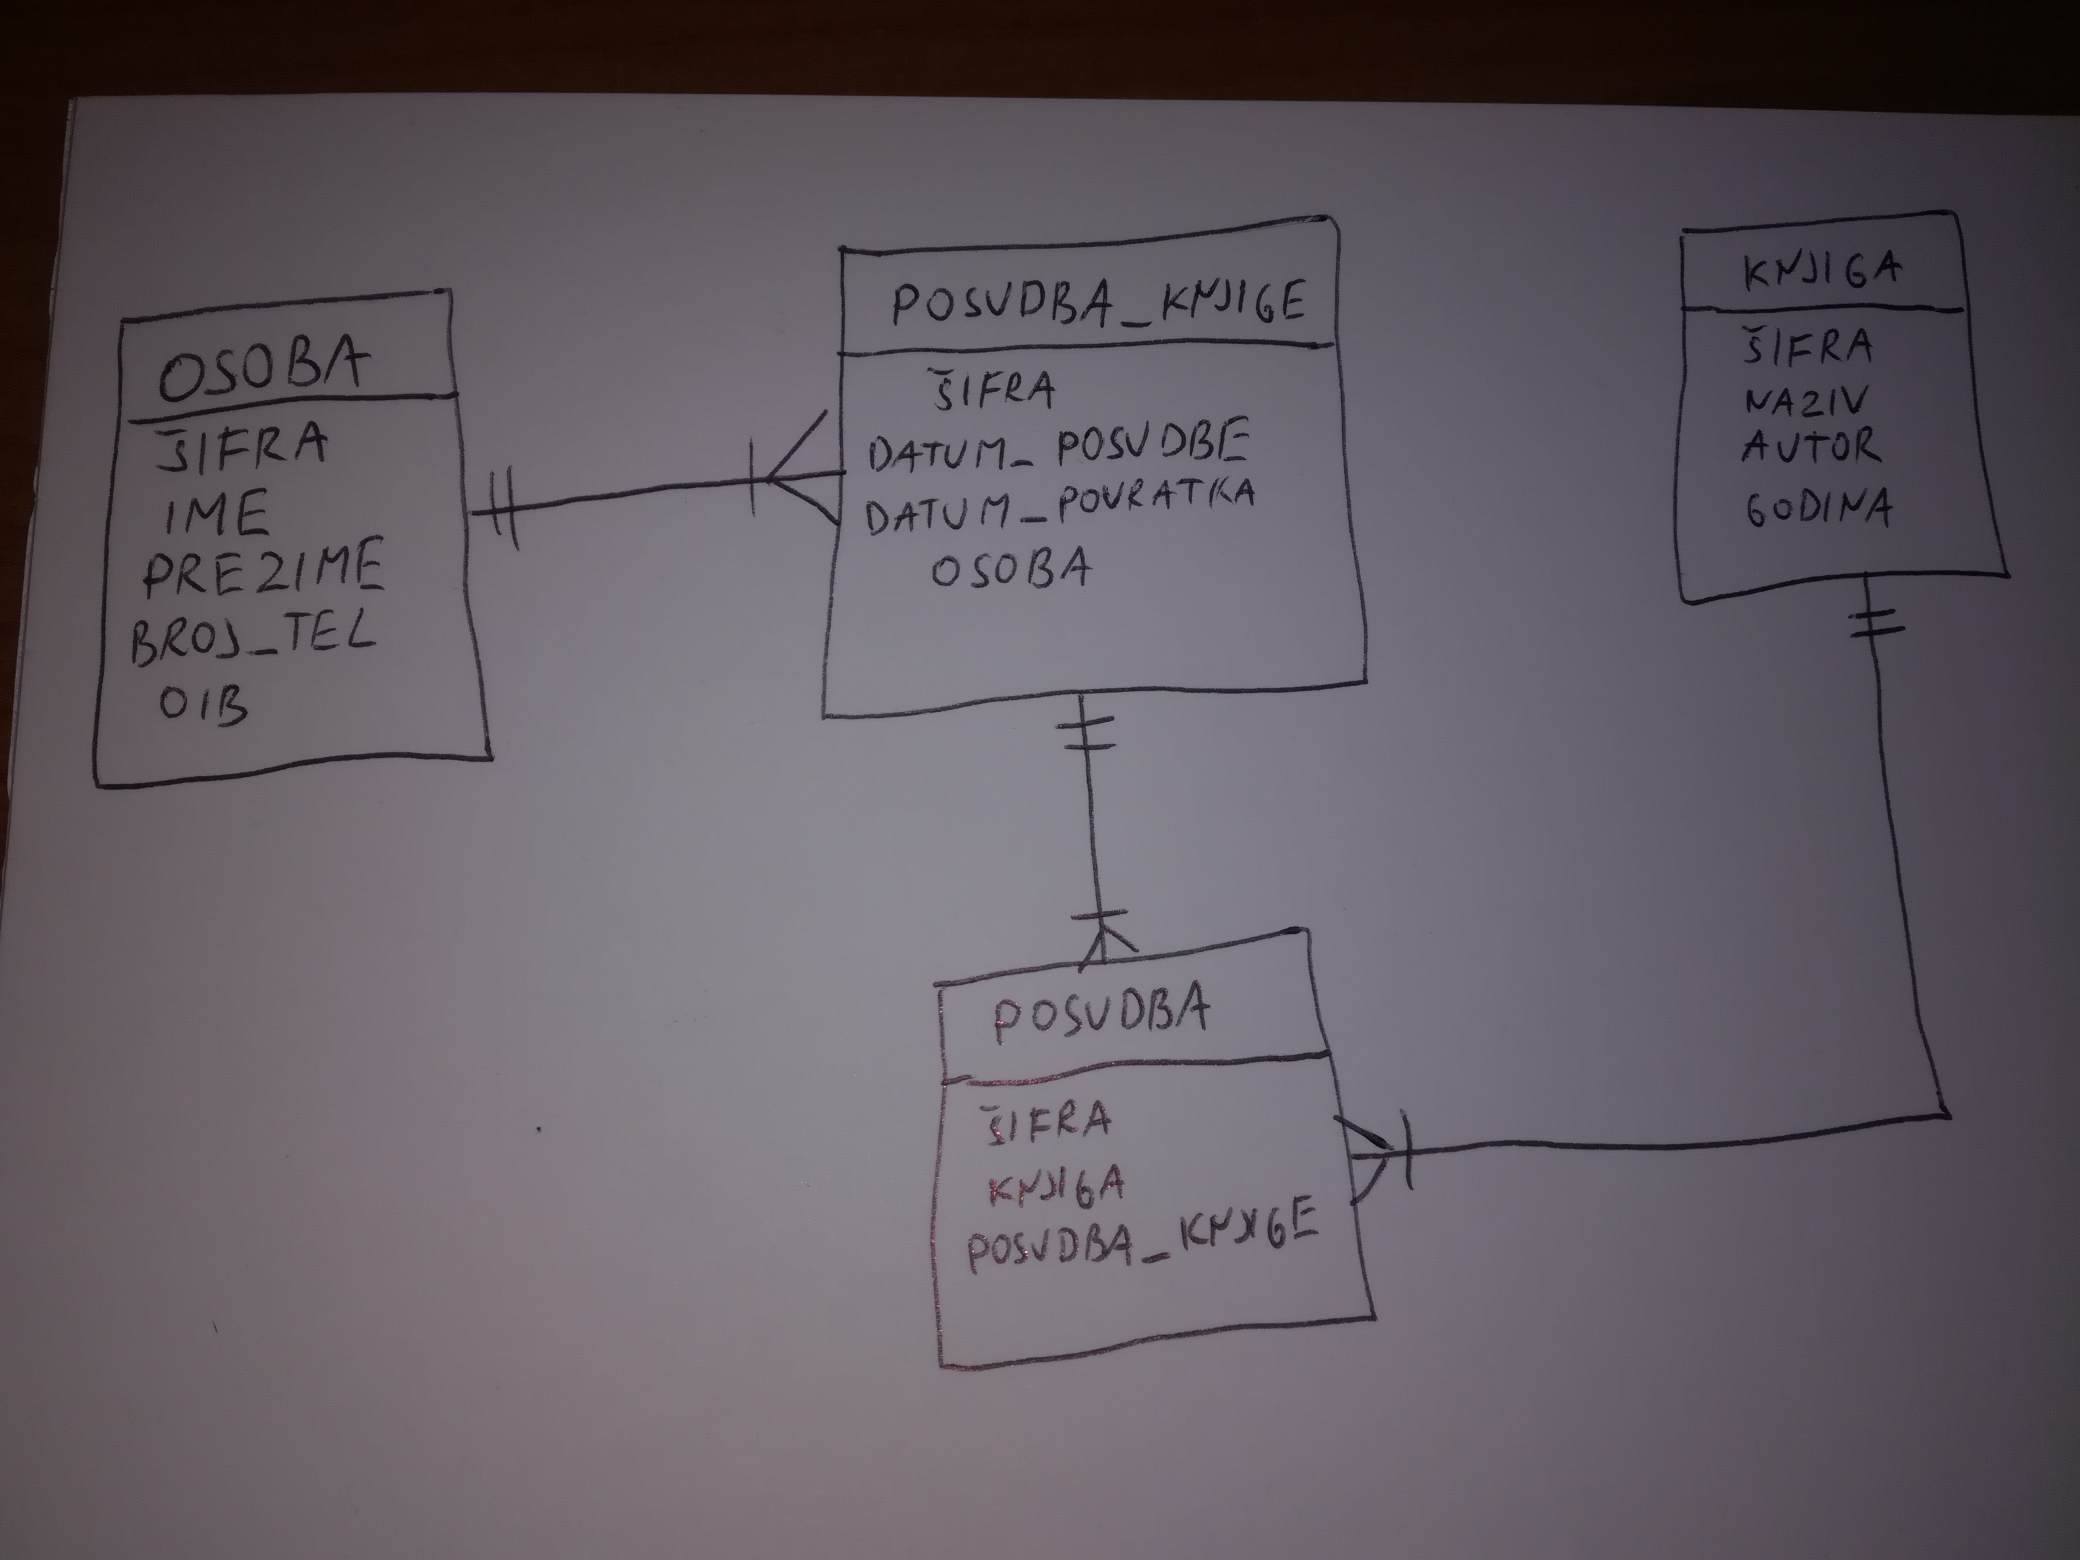 OSOBA
ŠIFRA
IME
PREZIME
BROJ_TEL
OIB
POSUDBA_KNJIGE
ŠIFRA
DATUM_POSUDBE
DATUM_POVRATKA
OSOBA
KNJIGA
ŠIFRA
NAZIV
AUTOR
GODINA
POSUDBA
ŠIFRA
KNJIGA
POSUDBA_KNJIGE